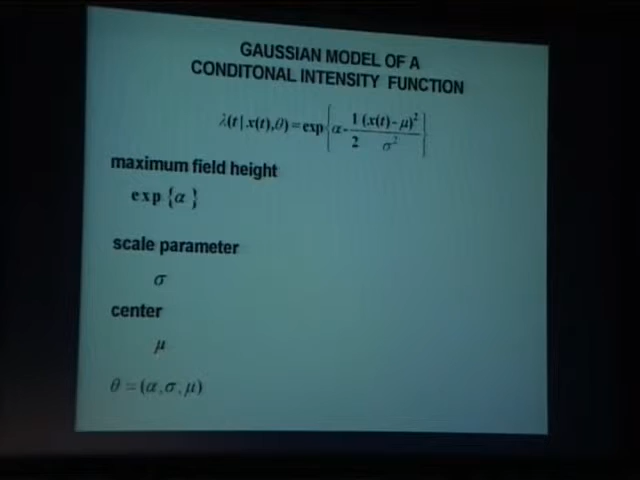 GAUSSIAN MODEL OF A
CONDITONAL INTENSITY FUNCTION
λ(t | x(t),θ) = exp{α - 1/2 (x(t) - μ)²/σ²}
maximum field height
exp {α}
scale parameter
σ
center
μ
θ = (α, σ, μ)